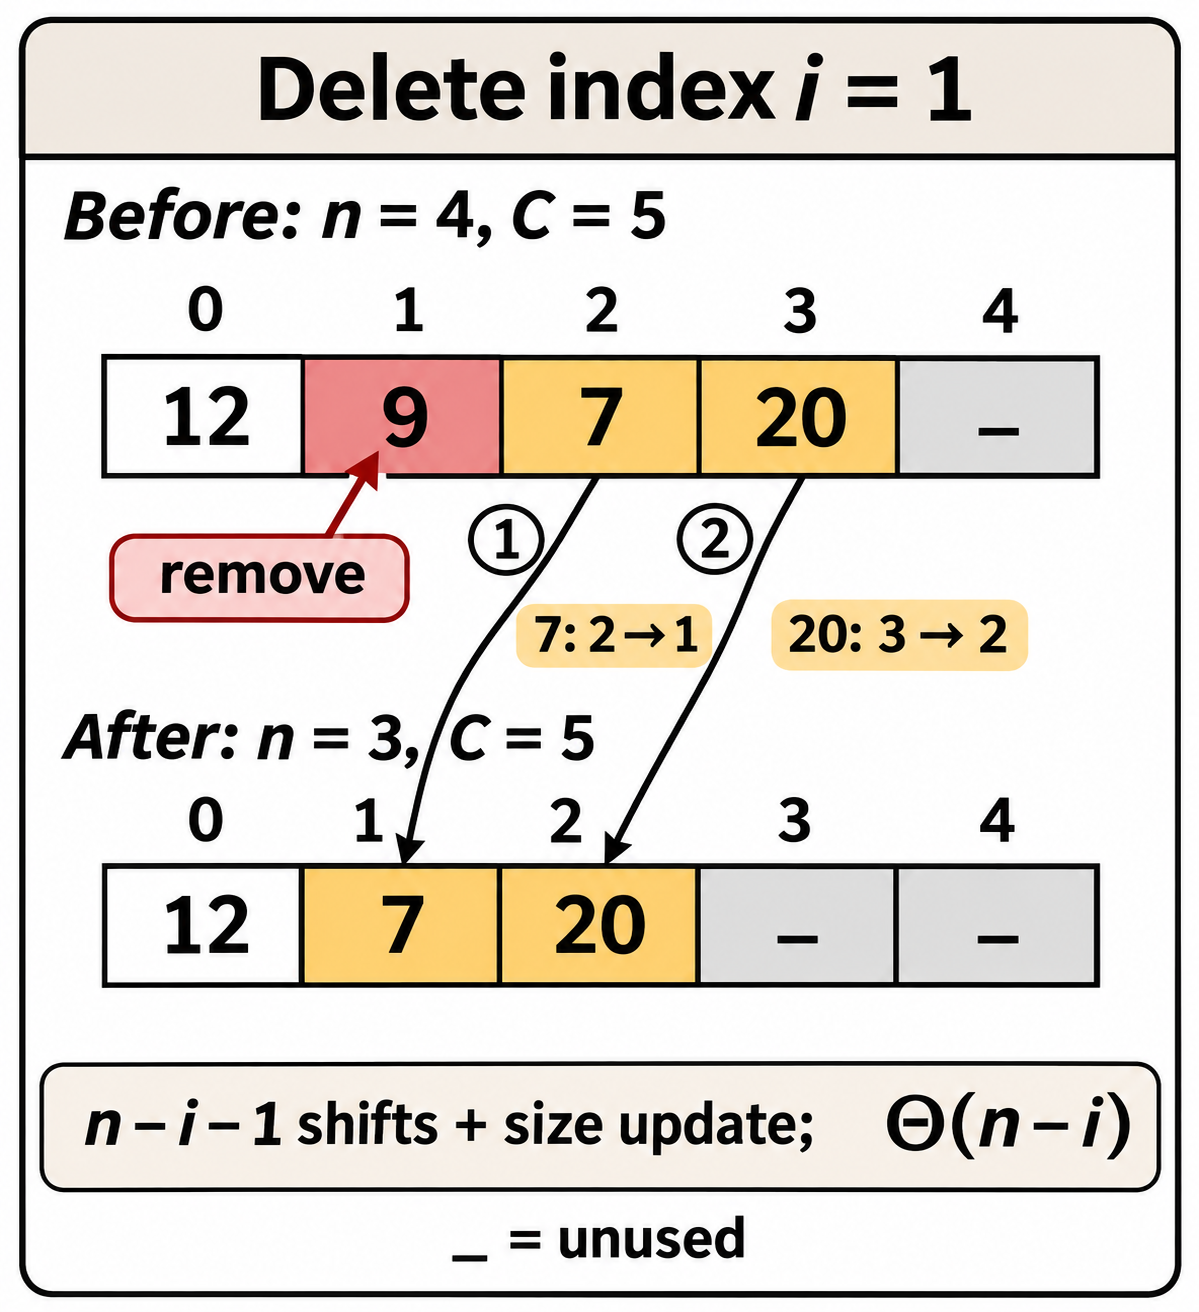 Delete index i = 1
Before: n = 4, C = 5
0 1 2 3 4
12 9 7 20 –
remove
1 2
7: 2→1 20: 3→2
After: n = 3, C = 5
0 1 2 3 4
12 7 20 – –
n – i – 1 shifts + size update; Θ(n – i)
_ = unused